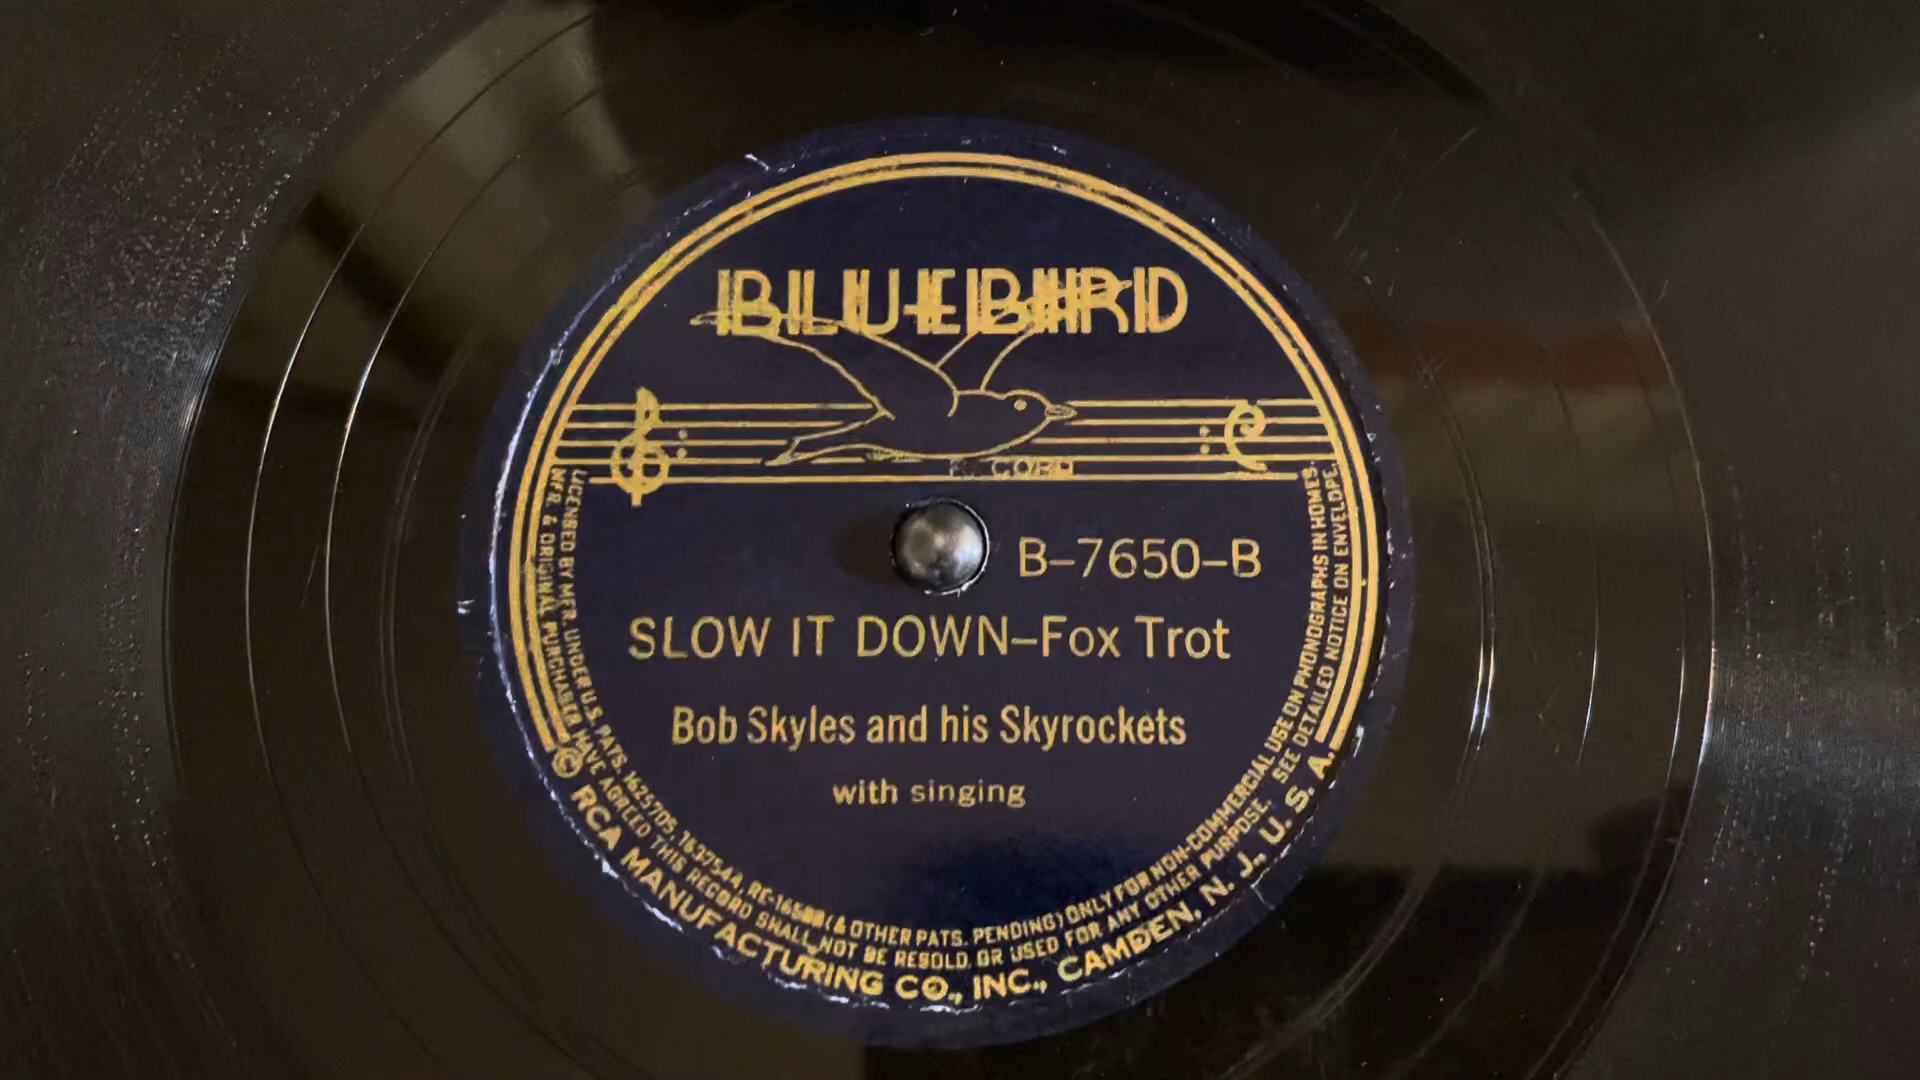 BLUEBIRD
B-7650-B
SLOW IT DOWN-Fox Trot
Bob Skyles and his Skyrockets
with singing
LICENSED BY MFR. UNDER U.S. PATS. 1625705, 1637544, RE-16588 (& OTHER PATS. PENDING) ONLY FOR NON-COMMERCIAL USE ON PHONOGRAPHS IN HOMES.
MFR. & ORIGINAL PURCHASER HAVE AGREED THIS RECORD SHALL NOT BE RESOLD OR USED FOR ANY OTHER PURPOSE. SEE DETAILED NOTICE ON ENVELOPE.
© RCA MANUFACTURING CO., INC., CAMDEN, N. J., U. S. A.